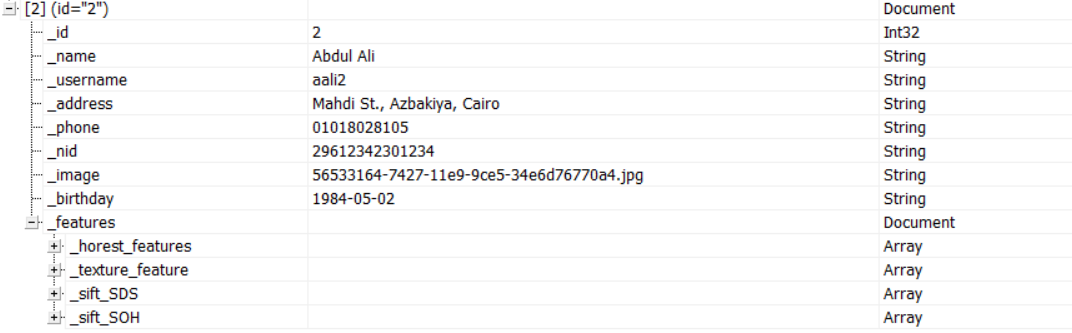 [2] (id="2") Document
_id 2 Int32
_name Abdul Ali String
_username aali2 String
_address Mahdi St., Azbakiya, Cairo String
_phone 01018028105 String
_nid 29612342301234 String
_image 56533164-7427-11e9-9ce5-34e6d76770a4.jpg String
_birthday 1984-05-02 String
_features Document
_horest_features Array
_texture_feature Array
_sift_SDS Array
_sift_SOH Array